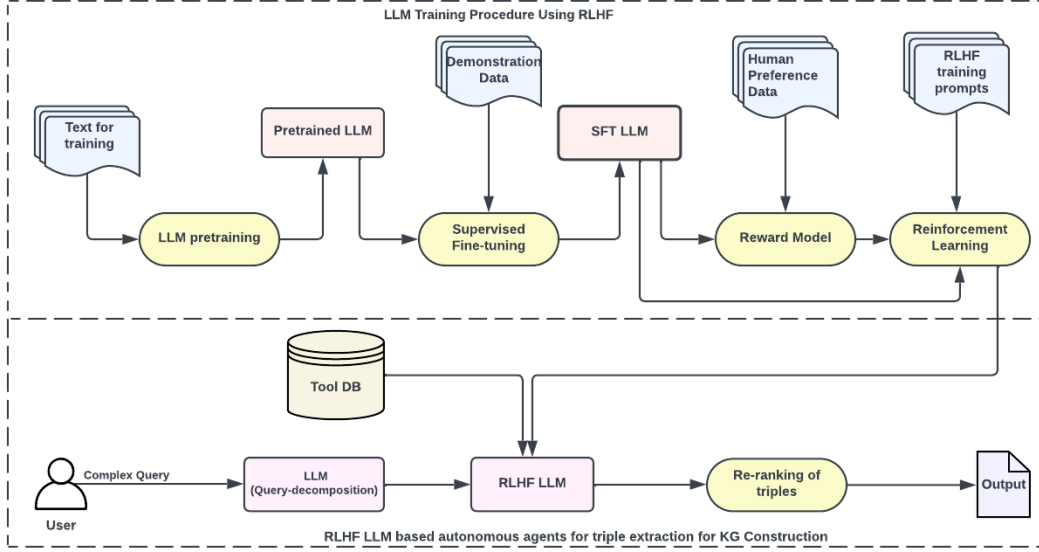 LLM Training Procedure Using RLHF
Demonstration
Data
Human
Preference
Data
RLHF
training
prompts
Text for
training
Pretrained LLM
SFT LLM
LLM pretraining
Supervised
Fine-tuning
Reward Model
Reinforcement
Learning
Tool DB
Complex Query
LLM
(Query-decomposition)
RLHF LLM
Re-ranking of
triples
Output
User
RLHF LLM based autonomous agents for triple extraction for KG Construction